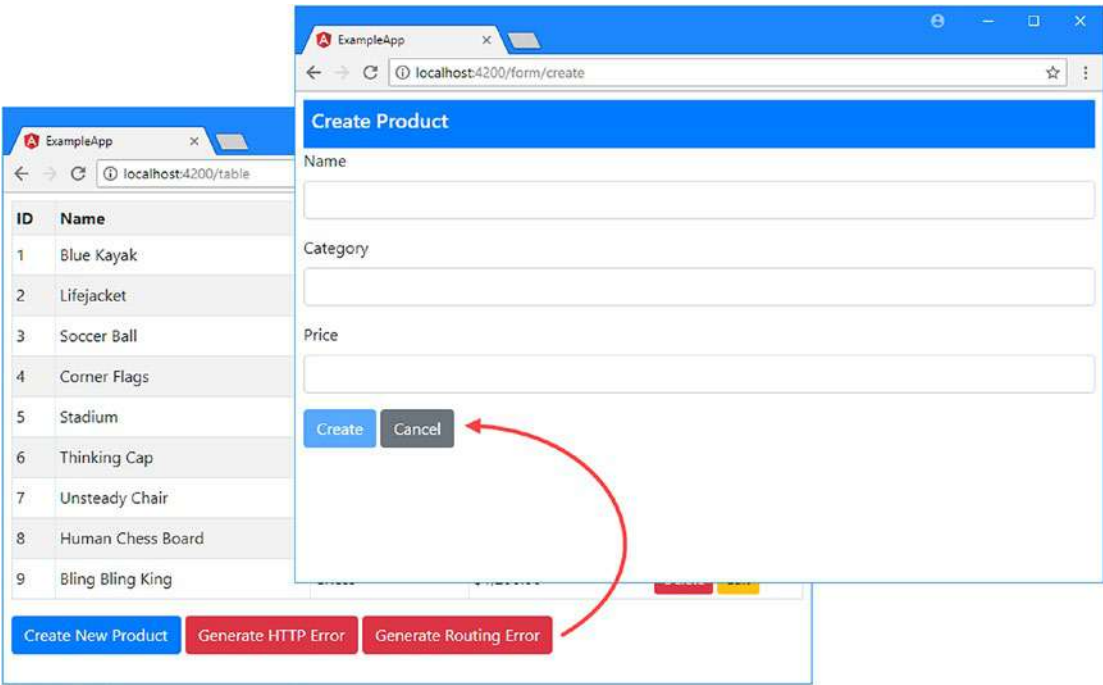 ExampleApp
localhost:4200/form/create
Create Product
Name
Category
Price
Create Cancel
ExampleApp
localhost:4200/table
ID Name
1 Blue Kayak
2 Lifejacket
3 Soccer Ball
4 Corner Flags
5 Stadium
6 Thinking Cap
7 Unsteady Chair
8 Human Chess Board
9 Bling Bling King
Create New Product Generate HTTP Error Generate Routing Error